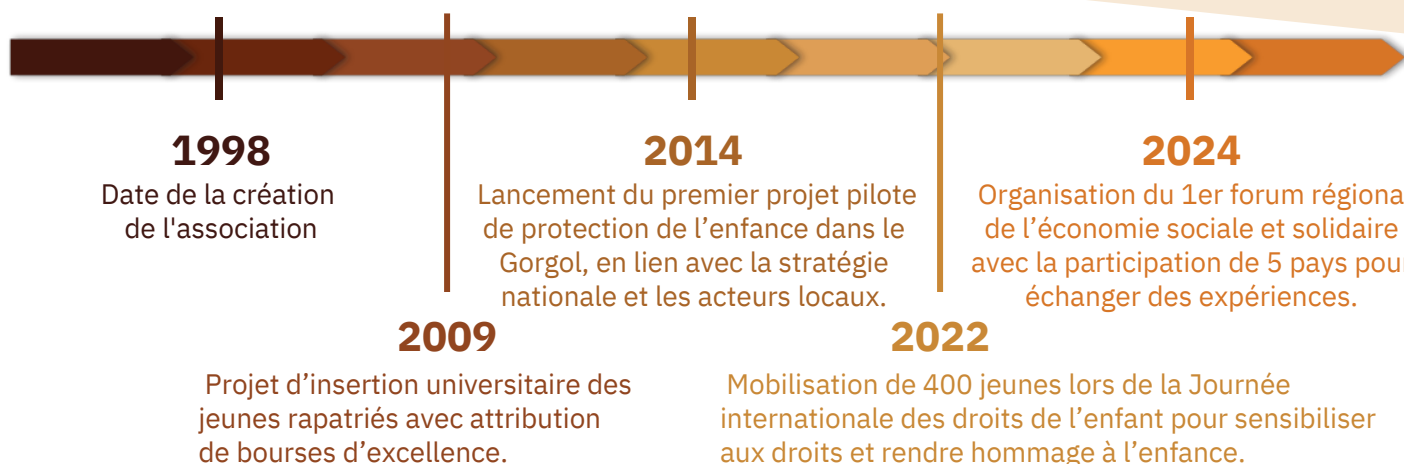 1998
Date de la création
de l'association
2009
Projet d’insertion universitaire des
jeunes rapatriés avec attribution
de bourses d’excellence.
2014
Lancement du premier projet pilote
de protection de l’enfance dans le
Gorgol, en lien avec la stratégie
nationale et les acteurs locaux.
2022
Mobilisation de 400 jeunes lors de la Journée
internationale des droits de l’enfant pour sensibiliser
aux droits et rendre hommage à l’enfance.
2024
Organisation du 1er forum régiona
de l’économie sociale et solidaire
avec la participation de 5 pays pour
échanger des expériences.